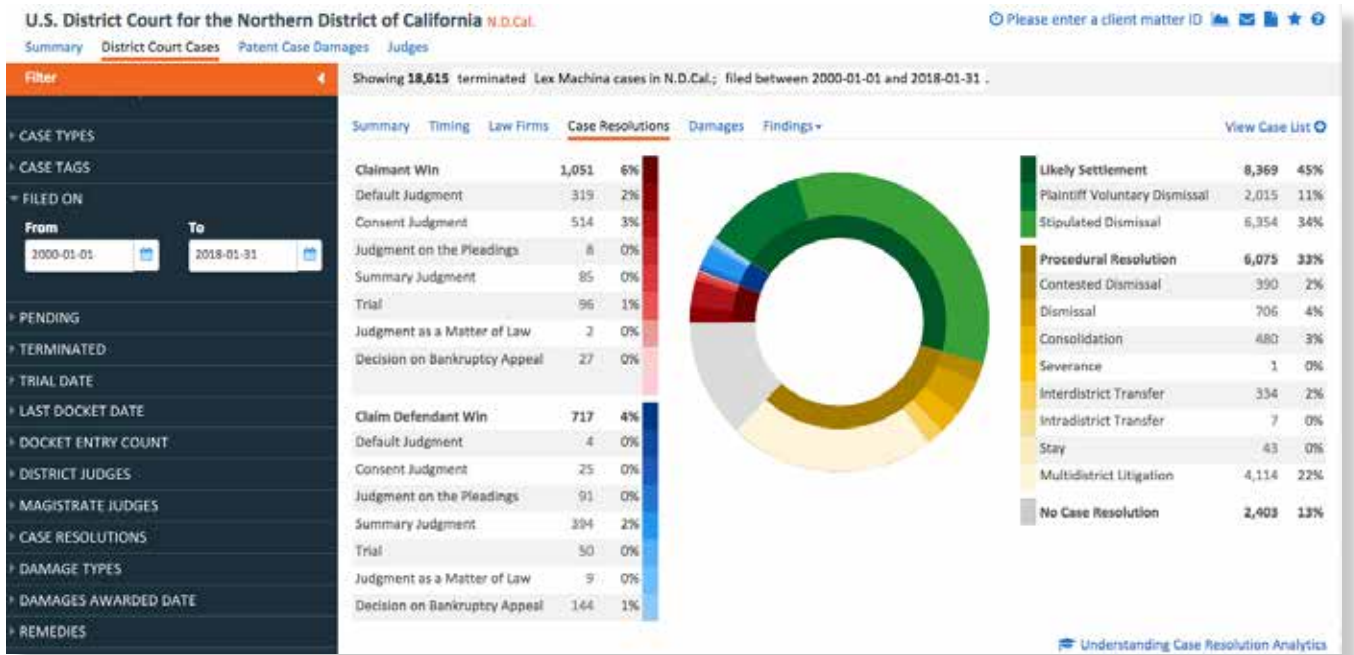 U.S. District Court for the Northern District of California N.D.Cal.
Please enter a client matter ID
Summary District Court Cases Patent Case Damages Judges
Filter
CASE TYPES
CASE TAGS
FILED ON
From To
2000-01-01 2018-01-31
PENDING
TERMINATED
TRIAL DATE
LAST DOCKET DATE
DOCKET ENTRY COUNT
DISTRICT JUDGES
MAGISTRATE JUDGES
CASE RESOLUTIONS
DAMAGE TYPES
DAMAGES AWARDED DATE
REMEDIES
Showing 18,615 terminated Lex Machina cases in N.D.Cal.; filed between 2000-01-01 and 2018-01-31 .
Summary Timing Law Firms Case Resolutions Damages Findings
View Case List
Claimant Win 1,051 6%
Default Judgment 319 2%
Consent Judgment 514 3%
Judgment on the Pleadings 8 0%
Summary Judgment 85 0%
Trial 96 1%
Judgment as a Matter of Law 2 0%
Decision on Bankruptcy Appeal 27 0%
Claim Defendant Win 717 4%
Default Judgment 4 0%
Consent Judgment 25 0%
Judgment on the Pleadings 91 0%
Summary Judgment 394 2%
Trial 50 0%
Judgment as a Matter of Law 9 0%
Decision on Bankruptcy Appeal 144 1%
Likely Settlement 8,369 45%
Plaintiff Voluntary Dismissal 2,015 11%
Stipulated Dismissal 6,354 34%
Procedural Resolution 6,075 33%
Contested Dismissal 390 2%
Dismissal 706 4%
Consolidation 480 3%
Severance 1 0%
Interdistrict Transfer 334 2%
Intradistrict Transfer 7 0%
Stay 43 0%
Multidistrict Litigation 4,114 22%
No Case Resolution 2,403 13%
Understanding Case Resolution Analytics